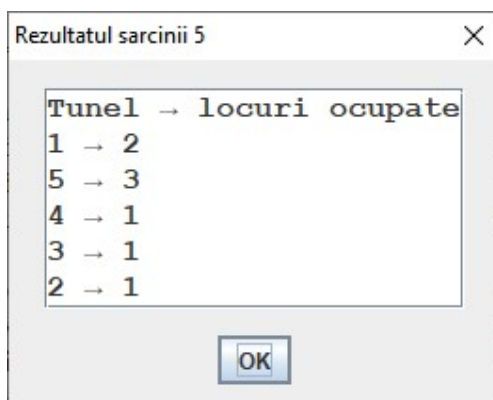 Rezultatul sarcinii 5
Tunel → locuri ocupate
1 → 2
5 → 3
4 → 1
3 → 1
2 → 1
OK